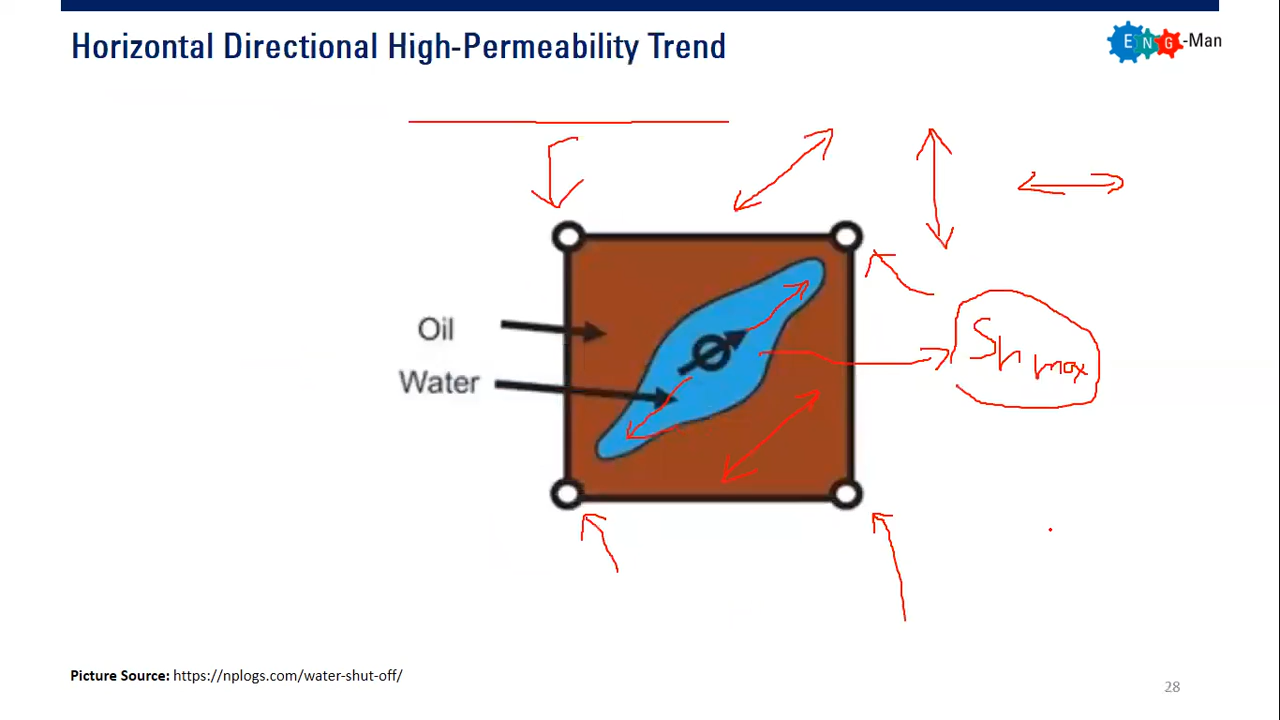 Horizontal Directional High-Permeability Trend
ENG-Man
Oil
Water
Sh max
Picture Source: https://nplogs.com/water-shut-off/
28